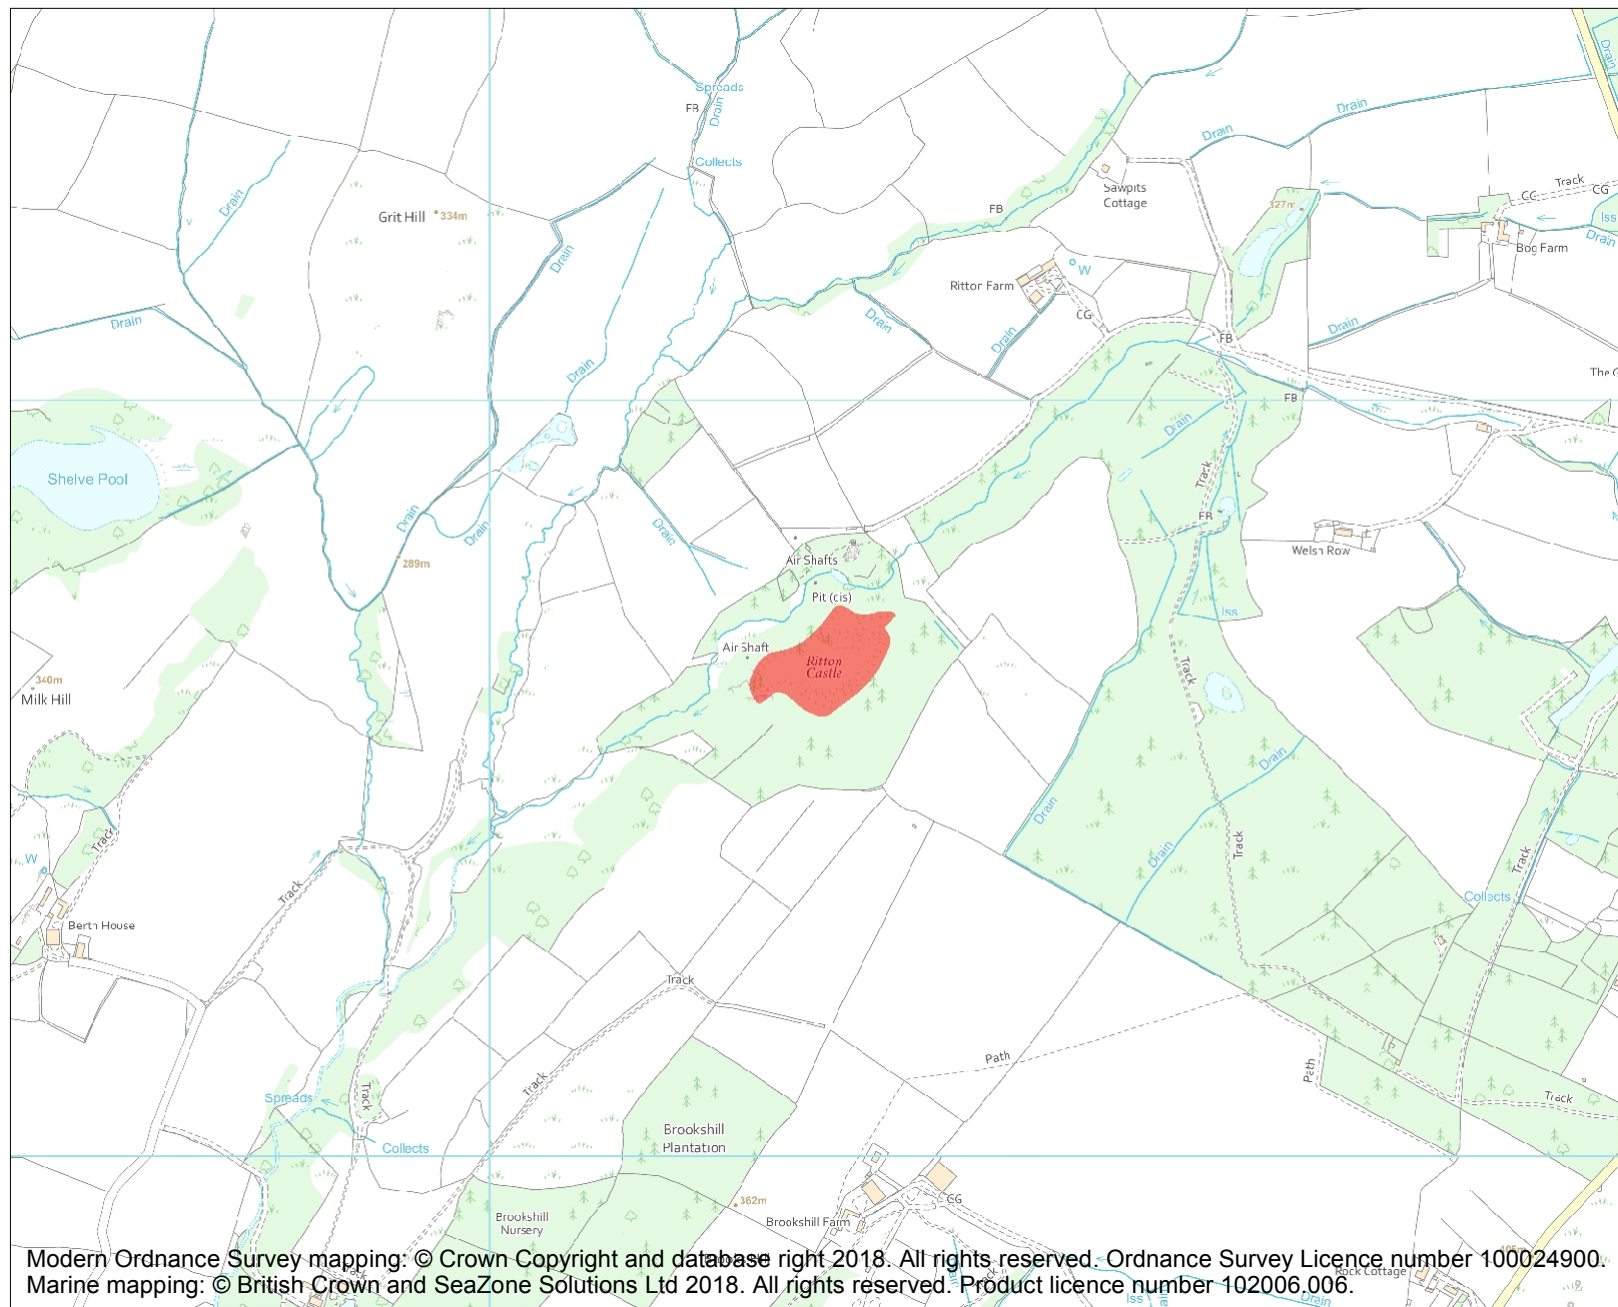 Drain
Spreads
FB
Drain
Drain
Drain
Collects
Track
CG
CG
Drain
Sawpits
Cottage
FB
327m
Iss
Drain
Grit Hill
334m
Bog Farm
Drain
W
Rittor Farm
CG
Drain
Drain
Drain
Drain
FB
Drain
The G
FB
Drain
Shelve Pool
Track
Drain
Drain
Drain
FB
Welsh Row
289m
Air Shafts
Pit (dis)
Iss
Air Shaft
Ritton
Castle
Track
340m
Milk Hill
Drain
Drain
Track
Track
Drain
Track
W
Track
Collects
Berth House
Track
Path
Path
Track
Track
Track
Spreads
Collects
Brookshill
Plantation
362m
CG
Brookshill
Nursery
Brookshill Farm
Modern Ordnance Survey mapping: © Crown Copyright and database right 2018. All rights reserved. Ordnance Survey Licence number 100024900.
Marine mapping: © British Crown and SeaZone Solutions Ltd 2018. All rights reserved. Product licence number 102006.006.
Rock Cottage
Track
Iss
Drain